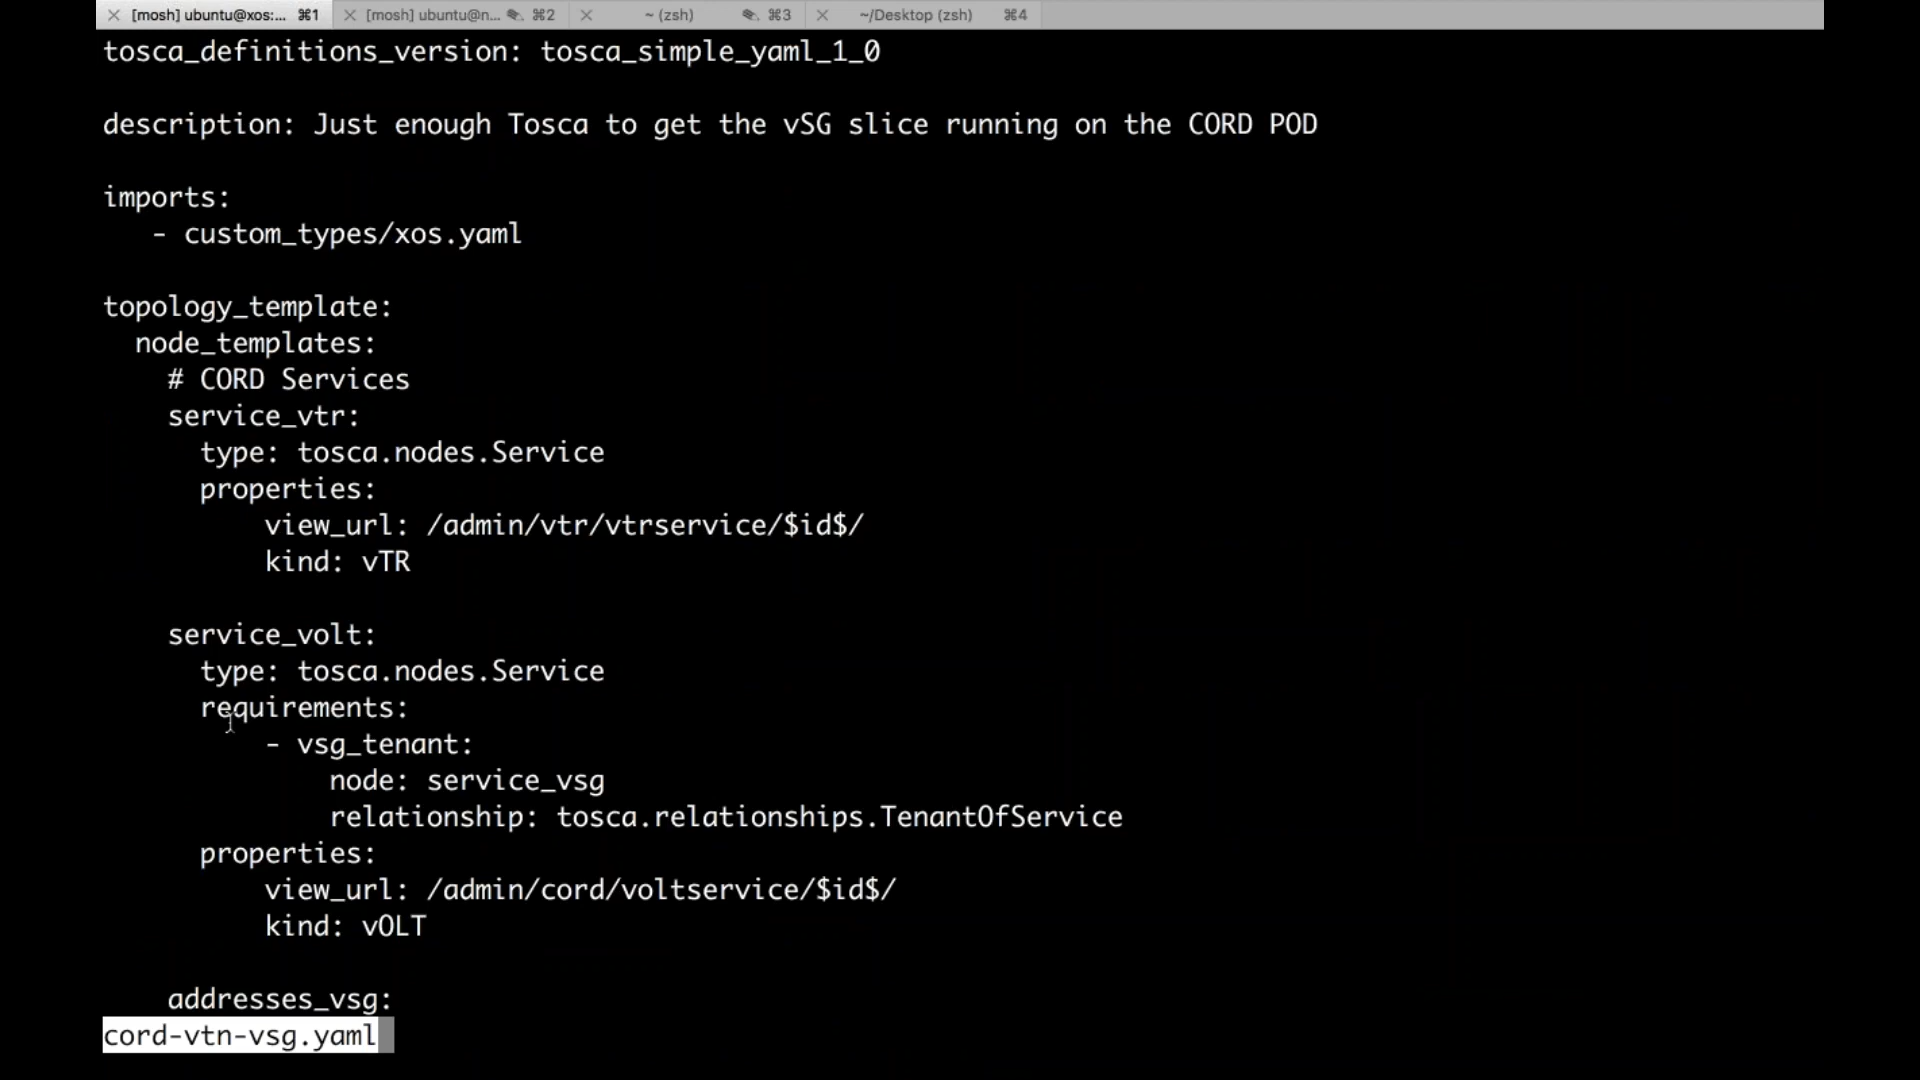 [mosh] ubuntu@xos:... ⌘1 [mosh] ubuntu@n... ⌘2 ~ (zsh) ⌘3 ~/Desktop (zsh) ⌘4
tosca_definitions_version: tosca_simple_yaml_1_0
description: Just enough Tosca to get the vSG slice running on the CORD POD
imports:
- custom_types/xos.yaml
topology_template:
node_templates:
# CORD Services
service_vtr:
type: tosca.nodes.Service
properties:
view_url: /admin/vtr/vtrservice/$id$/
kind: vTR
service_volt:
type: tosca.nodes.Service
requirements:
- vsg_tenant:
node: service_vsg
relationship: tosca.relationships.TenantOfService
properties:
view_url: /admin/cord/voltservice/$id$/
kind: vOLT
addresses_vsg:
cord-vtn-vsg.yaml